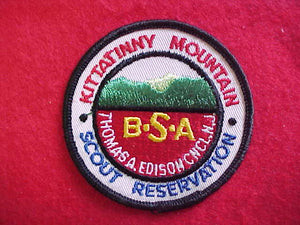 KITTATINNY MOUNTAIN
B·S·A
THOMAS A. EDISON CNCL. N.J.
SCOUT RESERVATION